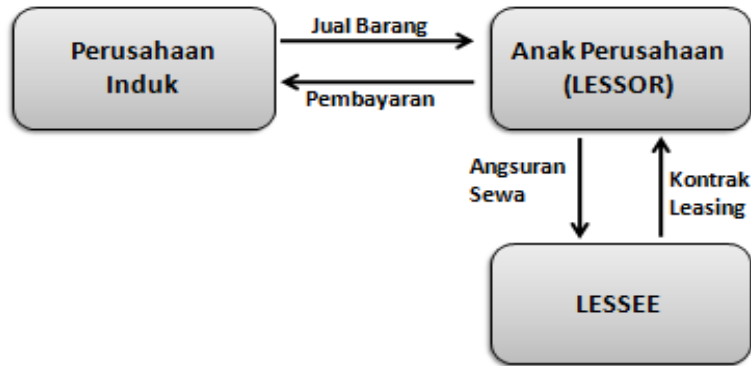 Perusahaan
Induk
Jual Barang
Pembayaran
Anak Perusahaan
(LESSOR)
Angsuran
Sewa
Kontrak
Leasing
LESSEE